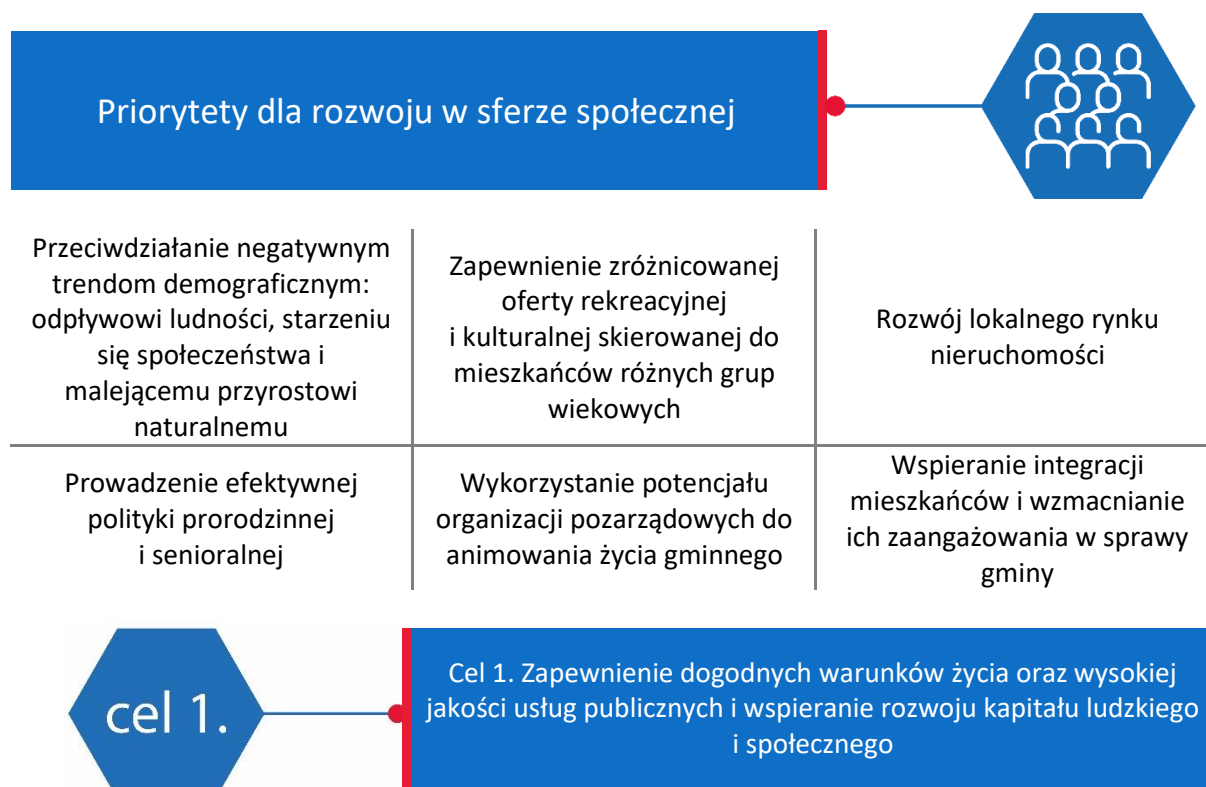 Priorytety dla rozwoju w sferze społecznej
Przeciwdziałanie negatywnym
trendom demograficznym:
odpływowi ludności, starzeniu
się społeczeństwa i
malejącemu przyrostowi
naturalnemu
Zapewnienie zróżnicowanej
oferty rekreacyjnej
i kulturalnej skierowanej do
mieszkańców różnych grup
wiekowych
Rozwój lokalnego rynku
nieruchomości
Prowadzenie efektywnej
polityki prorodzinnej
i senioralnej
Wykorzystanie potencjału
organizacji pozarządowych do
animowania życia gminnego
Wspieranie integracji
mieszkańców i wzmacnianie
ich zaangażowania w sprawy
gminy
cel 1.
Cel 1. Zapewnienie dogodnych warunków życia oraz wysokiej
jakości usług publicznych i wspieranie rozwoju kapitału ludzkiego
i społecznego